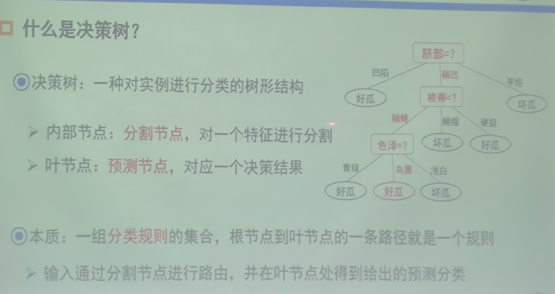 什么是决策树?
决策树:一种对实例进行分类的树形结构
内部节点:分割节点,对一个特征进行分割
叶节点:预测节点,对应一个决策结果
脐部=?
凹陷
稍凹
平坦
好瓜
根蒂=?
坏瓜
稍蜷
蜷缩
硬挺
色泽=?
坏瓜
好瓜
青绿
乌黑
浅白
好瓜
好瓜
坏瓜
本质:一组分类规则的集合,根节点到叶节点的一条路径就是一个规则
输入通过分割节点进行路由,并在叶节点处得到给出的预测分类